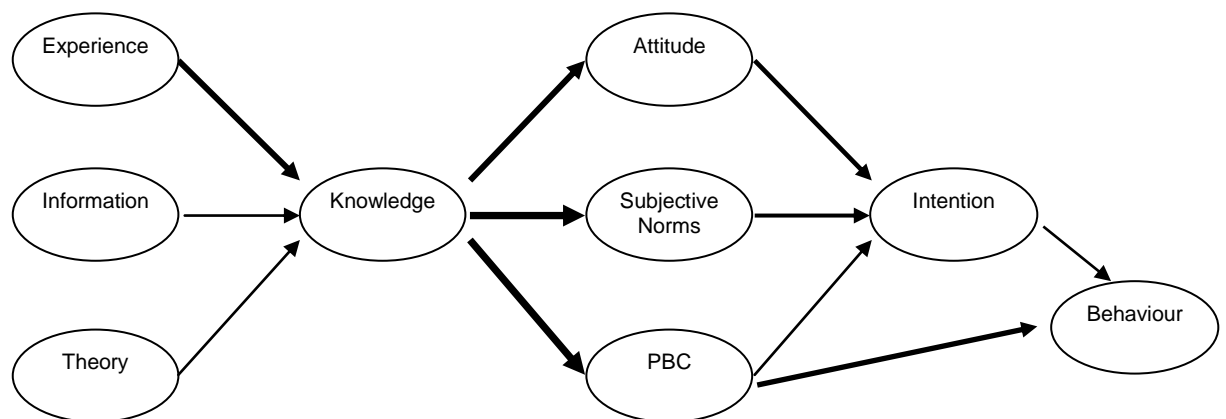 Experience
Attitude
Information
Knowledge
Subjective
Norms
Intention
Behaviour
Theory
PBC